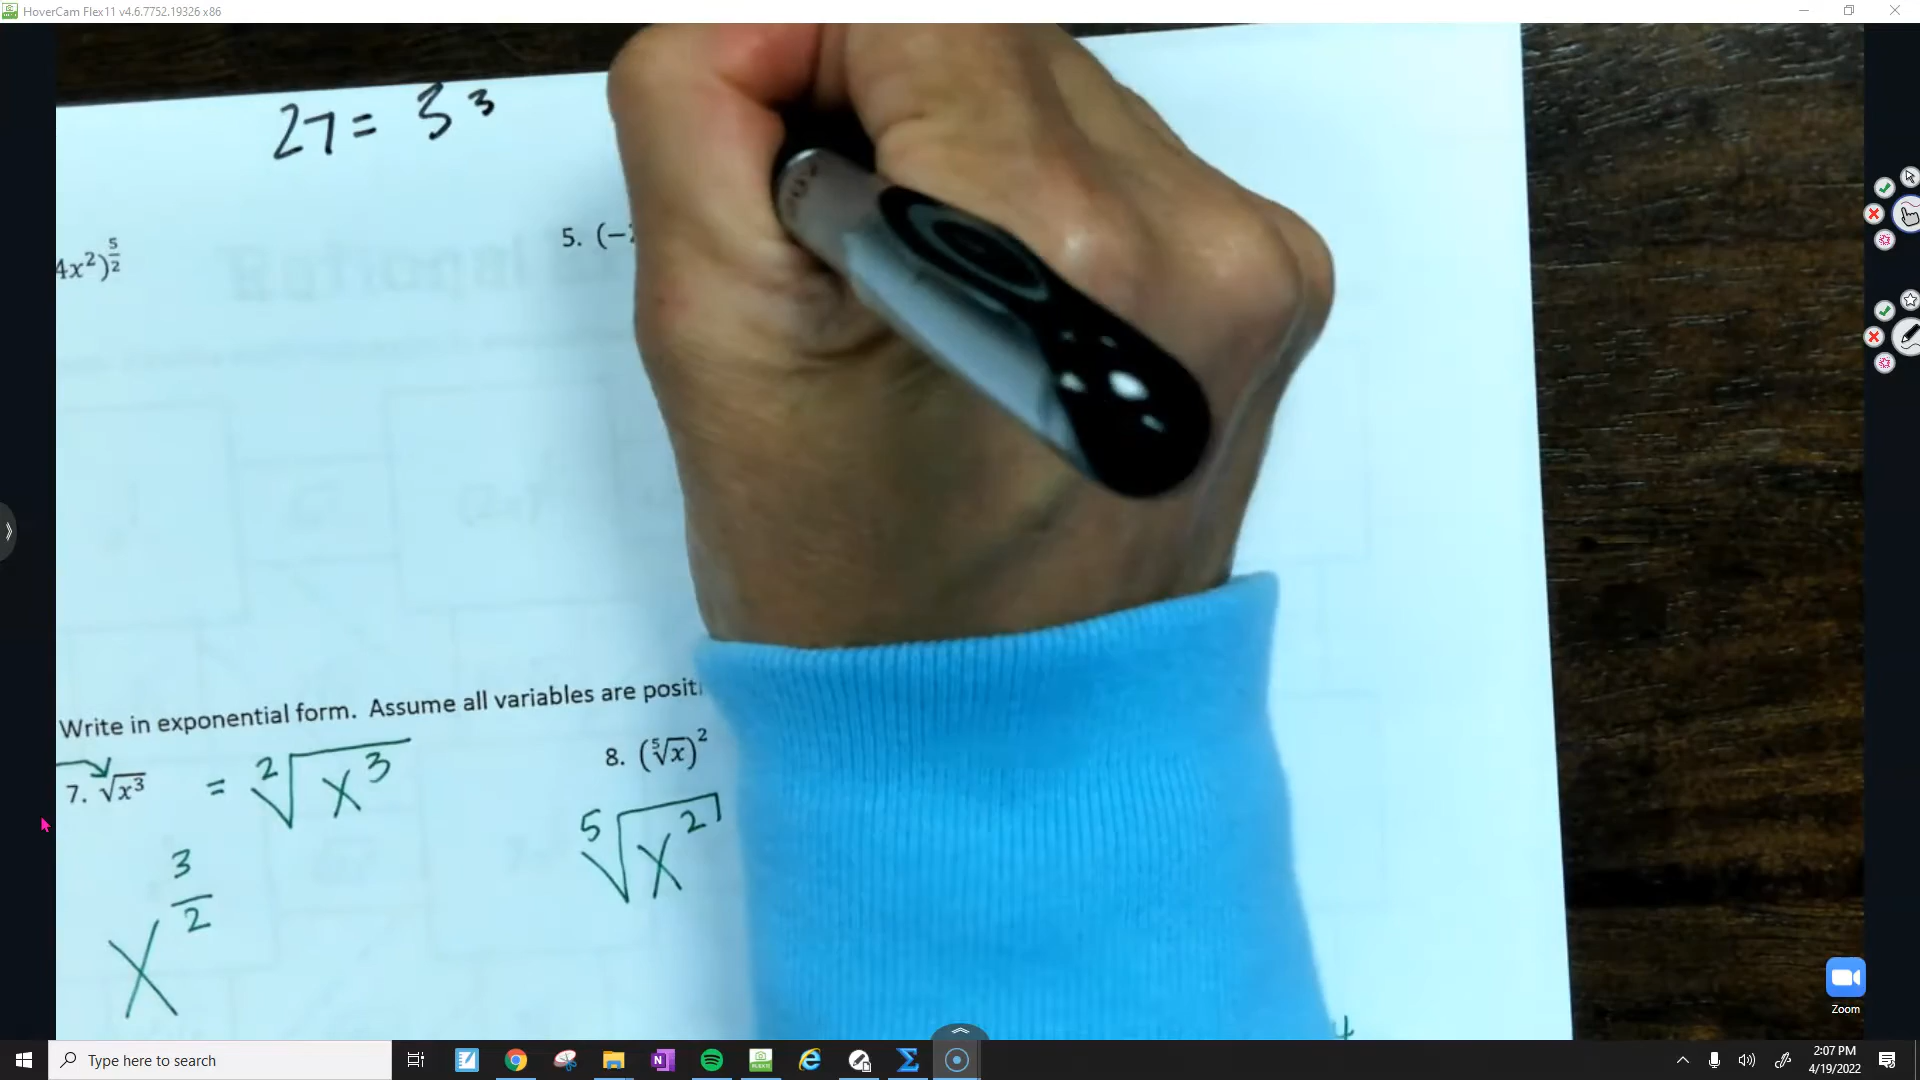 HoverCam Flex11 v4.6.7752.19326 x86
27 = 3³
4x²)^(5/2)
5. (−
Write in exponential form. Assume all variables are posit
7. √x³ = ²√x³
8. (⁵√x)²
⁵√x²
x^(3/2)
4
Zoom
Type here to search
2:07 PM
4/19/2022